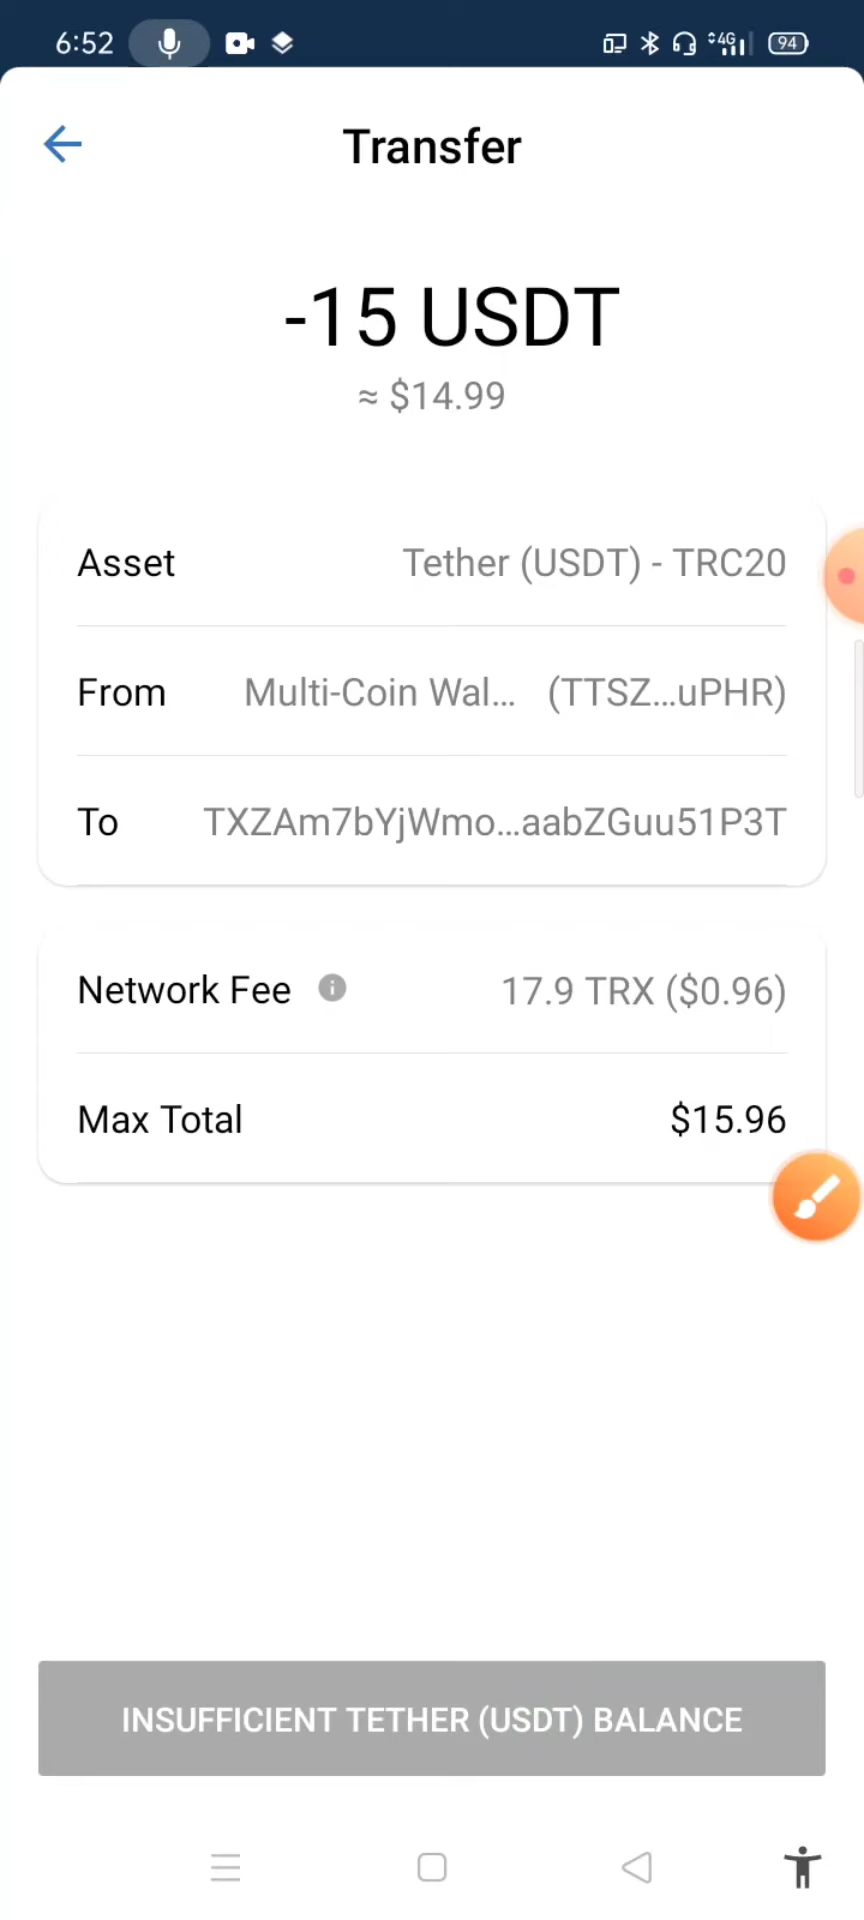 6:52 4G 94
Transfer
-15 USDT
≈ $14.99
Asset Tether (USDT) - TRC20
From Multi-Coin Wal... (TTSZ...uPHR)
To TXZAm7bYjWmo...aabZGuu51P3T
Network Fee 17.9 TRX ($0.96)
Max Total $15.96
INSUFFICIENT TETHER (USDT) BALANCE